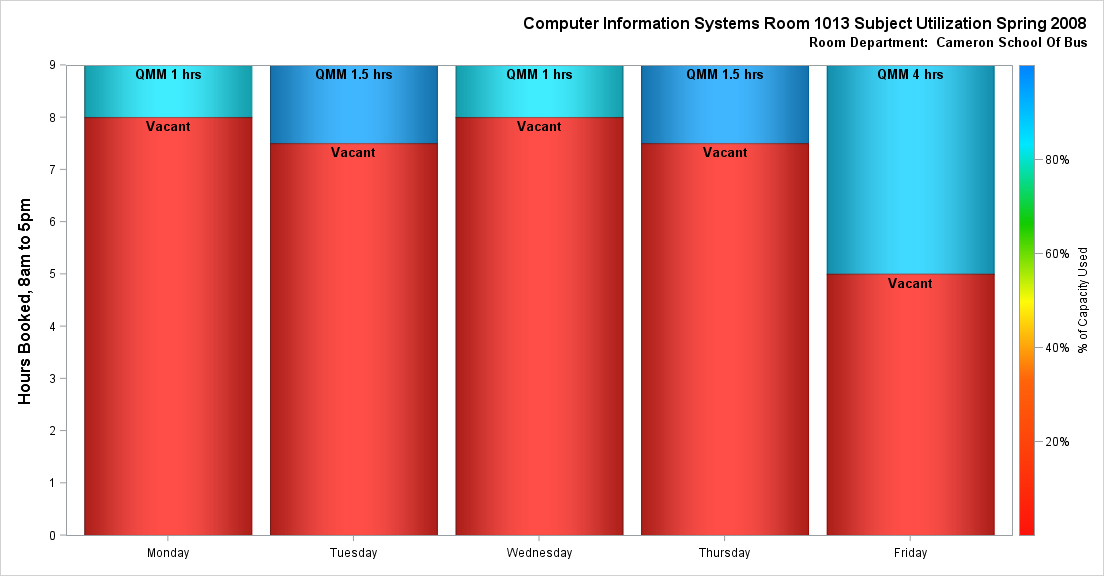 Computer Information Systems Room 1013 Subject Utilization Spring 2008
Room Department:  Cameron School Of Bus
Hours Booked, 8am to 5pm
9
8
7
6
5
4
3
2
1
0
QMM 1 hrs
Vacant
QMM 1.5 hrs
Vacant
QMM 1 hrs
Vacant
QMM 1.5 hrs
Vacant
QMM 4 hrs
Vacant
Monday
Tuesday
Wednesday
Thursday
Friday
80%
60%
40%
20%
% of Capacity Used